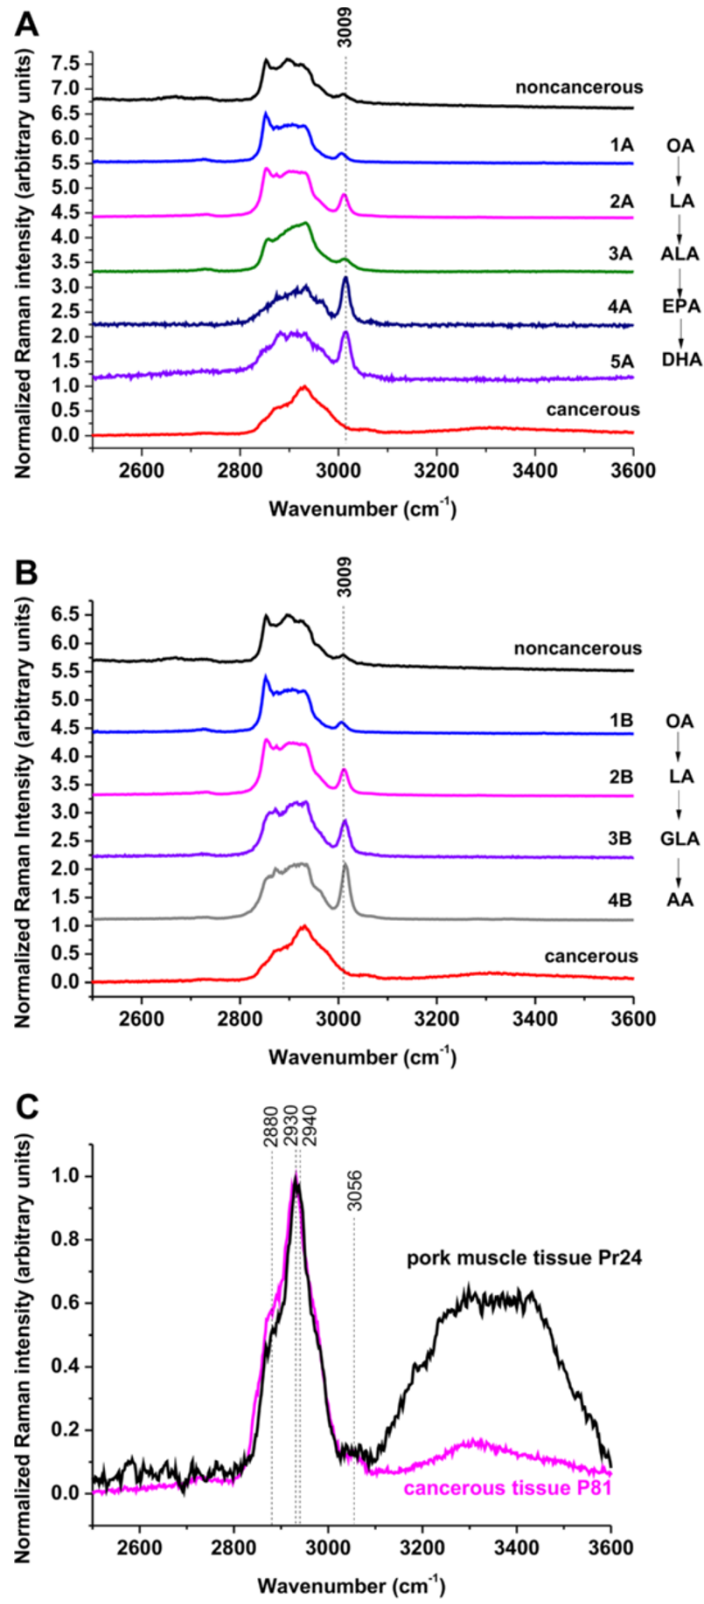 A
3009
Normalized Raman intensity (arbitrary units)
7.5
7.0
6.5
6.0
5.5
5.0
4.5
4.0
3.5
3.0
2.5
2.0
1.5
1.0
0.5
0.0
noncancerous
1A
OA
2A
LA
3A
ALA
4A
EPA
5A
DHA
cancerous
2600 2800 3000 3200 3400 3600
Wavenumber (cm-1)
B
3009
Normalized Raman Intensity (arbitrary units)
6.5
6.0
5.5
5.0
4.5
4.0
3.5
3.0
2.5
2.0
1.5
1.0
0.5
0.0
noncancerous
1B
OA
2B
LA
3B
GLA
4B
AA
cancerous
2600 2800 3000 3200 3400 3600
Wavenumber (cm-1)
C
2880
2930
2940
3056
Normalized Raman intensity (arbitrary units)
1.0
0.8
0.6
0.4
0.2
0.0
pork muscle tissue Pr24
cancerous tissue P81
2600 2800 3000 3200 3400 3600
Wavenumber (cm-1)